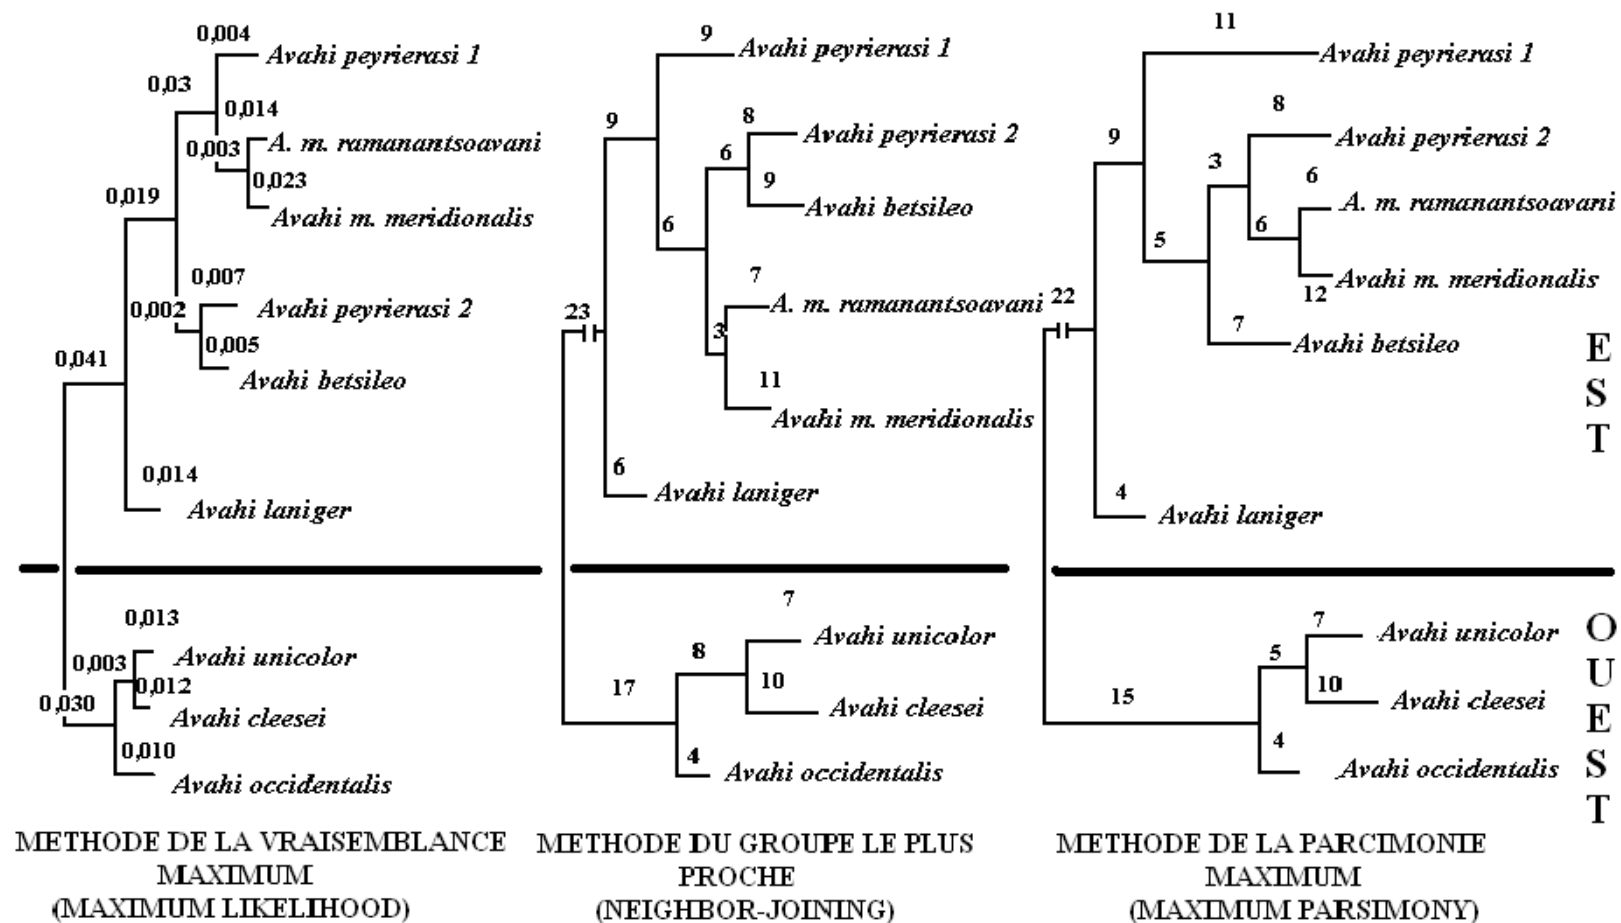 0,004
Avahi peyrierasi 1
0,03
0,014
A. m. ramanantsoavani
0,003
0,023
Avahi m. meridionalis
0,019
0,007
Avahi peyrierasi 2
0,002
0,005
Avahi betsileo
0,041
0,014
Avahi laniger
0,013
Avahi unicolor
0,003
0,012
Avahi cleesei
0,030
0,010
Avahi occidentalis
METHODE DE LA VRAISEMBLANCE
MAXIMUM
(MAXIMUM LIKELIHOOD)
9
Avahi peyrierasi 1
9
8
Avahi peyrierasi 2
6
9
Avahi betsileo
6
7
A. m. ramanantsoavani
23
3
11
Avahi m. meridionalis
6
Avahi laniger
7
Avahi unicolor
8
10
Avahi cleesei
17
4
Avahi occidentalis
METHODE DU GROUPE LE PLUS
PROCHE
(NEIGHBOR-JOINING)
11
Avahi peyrierasi 1
9
8
Avahi peyrierasi 2
3
6
A. m. ramanantsoavani
5
6
Avahi m. meridionalis
12
22
7
Avahi betsileo
4
Avahi laniger
7
Avahi unicolor
5
10
Avahi cleesei
15
4
Avahi occidentalis
METHODE DE LA PARCIMONIE
MAXIMUM
(MAXIMUM PARSIMONY)
EST
OUEST